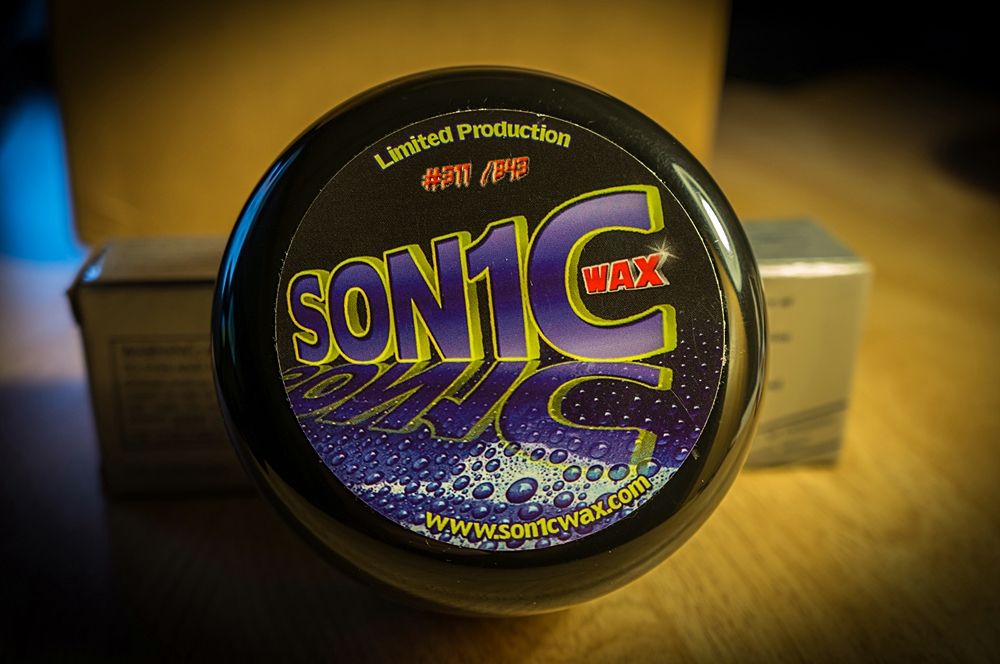 Limited Production
#311 /843
SON1C
WAX
www.son1cwax.com